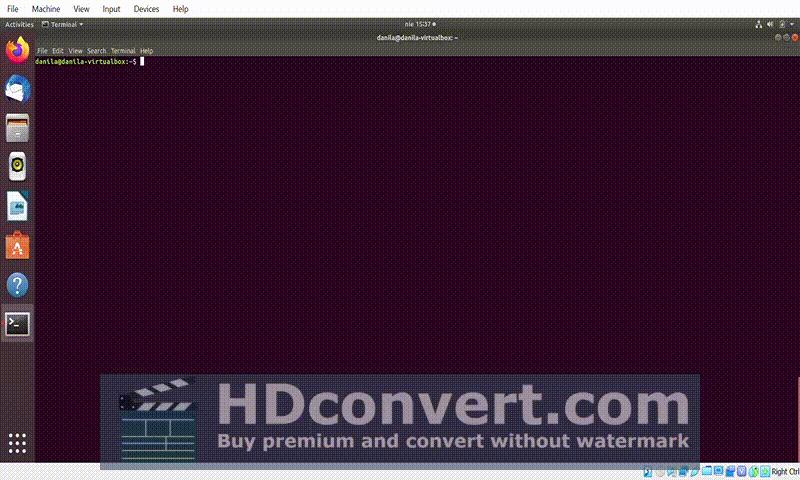 File Machine View Input Devices Help
Activities Terminal nie 15:37
danila@danila-virtualbox: ~
File Edit View Search Terminal Help
danila@danila-virtualbox:~$
HDconvert.com
Buy premium and convert without watermark
Right Ctrl